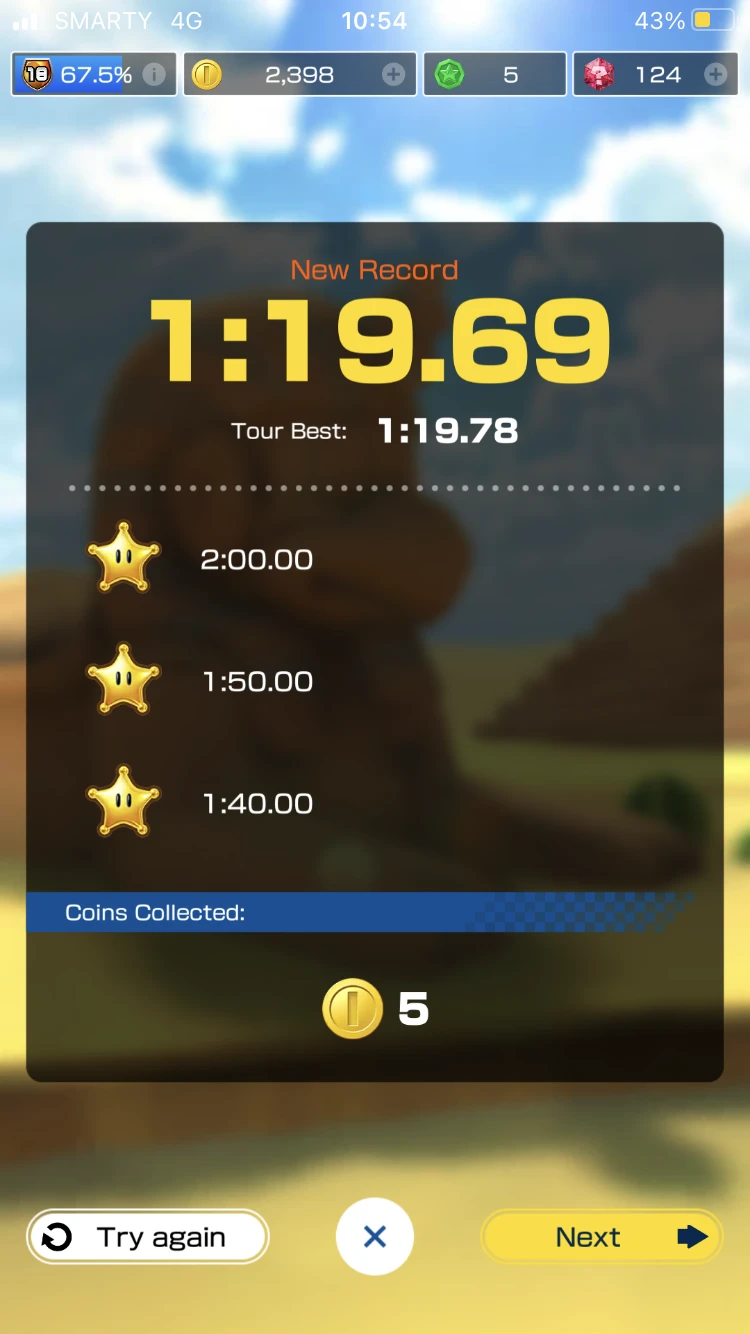 SMARTY 4G 10:54 43%
18 67.5% i 2,398 + 5 ? 124 +
New Record
1:19.69
Tour Best: 1:19.78
2:00.00
1:50.00
1:40.00
Coins Collected:
5
Try again × Next